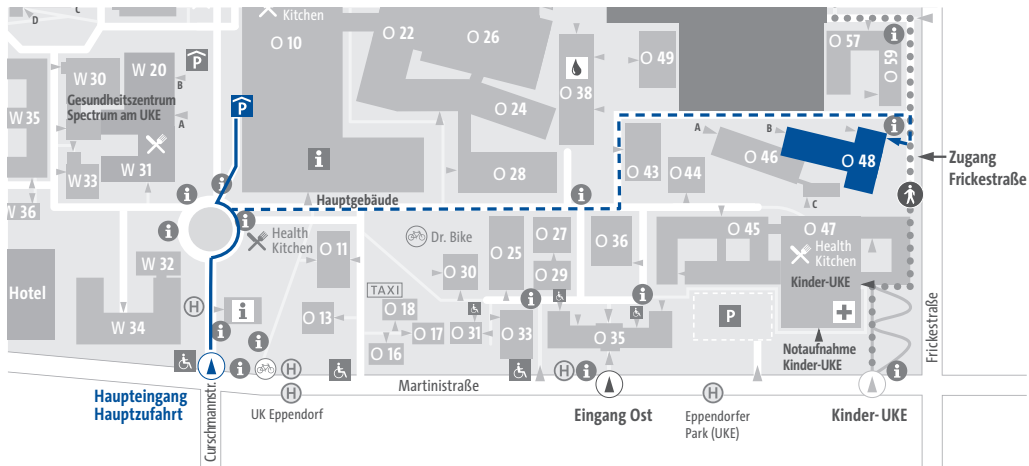 D
C
Kitchen
O 10
O 22
O 26
O 57
O 59
W 30
W 20
B
P
O 49
O 38
Gesundheitszentrum
Spectrum am UKE
A
P
O 24
W 35
i
A
B
i
O 46
O 48
W 31
W 33
i
O 28
O 43
O 44
Zugang
Frickestraße
i
i
i
W 36
Hauptgebäude
C
i
i
Health
Kitchen
O 11
Dr. Bike
O 25
O 27
O 36
O 45
O 47
Health
Kitchen
W 32
O 30
O 29
Kinder-UKE
Hotel
H
i
TAXI
O 18
i
i
P
W 34
O 13
O 17
O 31
O 33
O 35
i
i
O 16
Notaufnahme
Kinder-UKE
Frickestraße
i
H
Martinistraße
H
i
i
Haupteingang
Hauptzufahrt
Curschmannstr.
H
UK Eppendorf
Eingang Ost
H
Eppendorfer
Park (UKE)
Kinder-UKE